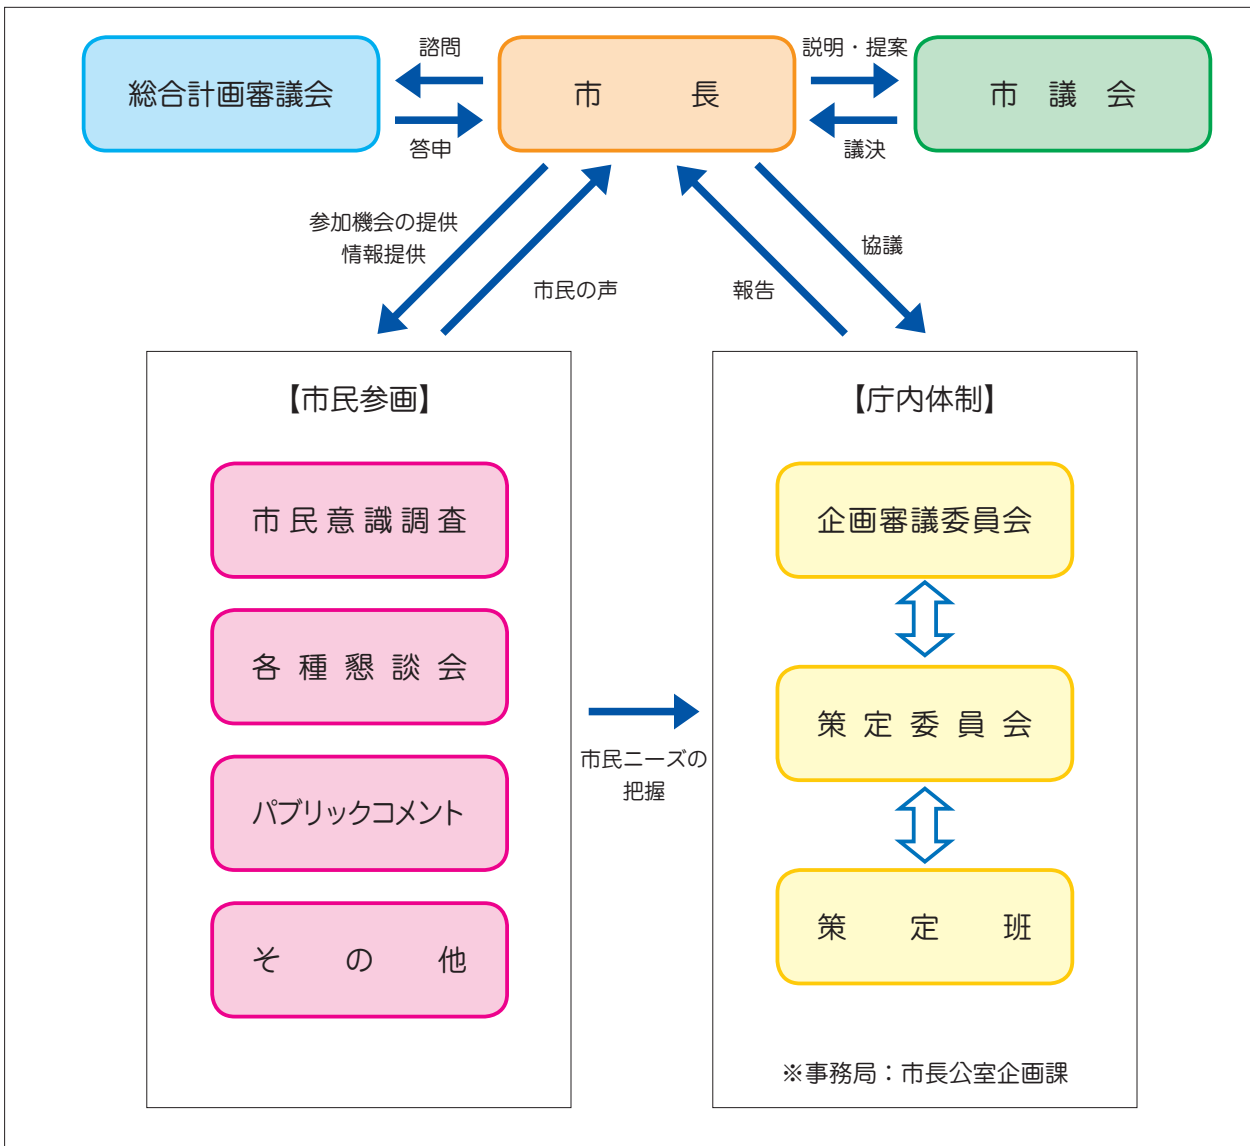 諮問
説明・提案
総合計画審議会
市長
市議会
答申
議決
参加機会の提供
情報提供
市民の声
報告
協議
【市民参画】
市民意識調査
各種懇談会
パブリックコメント
その他
市民ニーズの
把握
【庁内体制】
企画審議委員会
策定委員会
策定班
※事務局：市長公室企画課